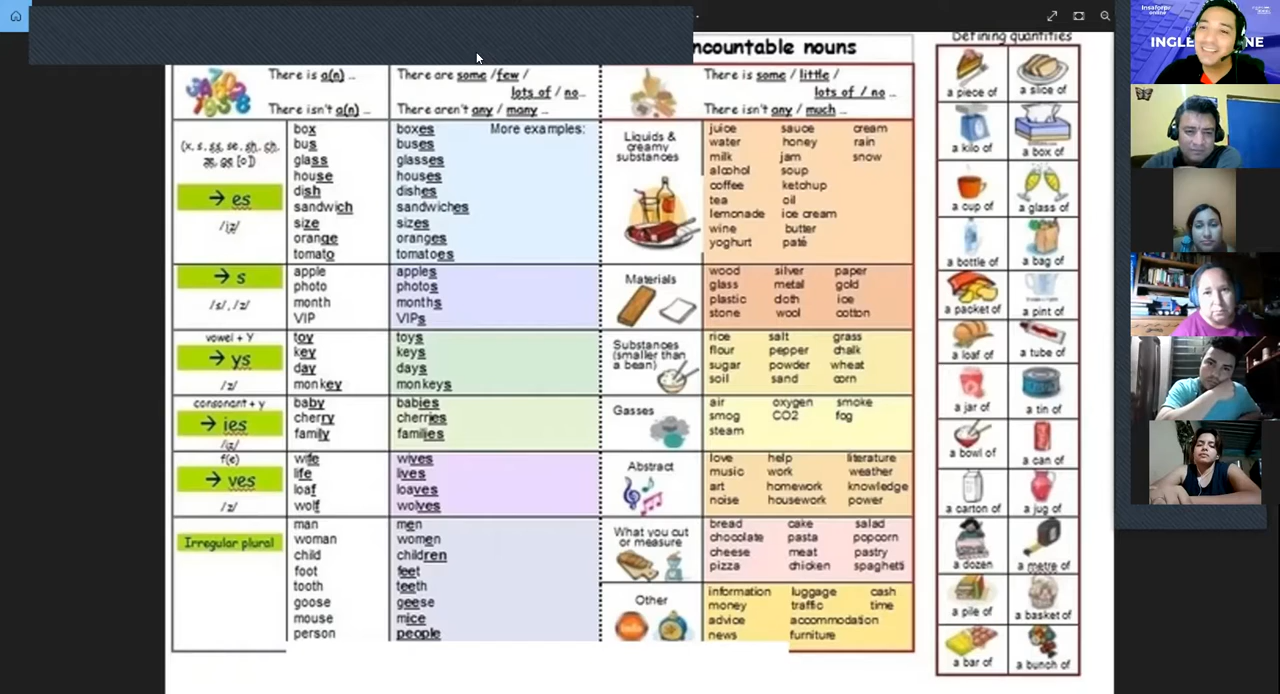 Insaforp
online
INGLE
NE
ncountable nouns
There is a(n) ...
There isn't a(n) ...
There are some / few /
lots of / no...
There aren't any / many ...
There is some / little /
lots of / no ...
There isn't any / much ...
(x, s, ss, se, sh, ch,
→ es
/iz/
box
bus
glass
house
dish
sandwich
size
orange
tomato
boxes
buses
glasses
houses
dishes
sandwiches
sizes
oranges
tomatoes
More examples:
→ s
/s/, /z/
apple
photo
month
VIP
apples
photos
months
VIPs
vowel + Y
→ ys
/z/
toy
key
day
monkey
toys
keys
days
monkeys
consonant + y
→ ies
/iz/
baby
cherry
family
babies
cherries
families
f(e)
→ ves
/z/
wife
life
loaf
wolf
wives
lives
loaves
wolves
Irregular plural
man
woman
child
foot
tooth
goose
mouse
person
men
women
children
feet
teeth
geese
mice
people
Liquids &
creamy
substances
juice sauce cream
water honey rain
milk jam snow
alcohol soup
coffee ketchup
tea oil
lemonade ice cream
wine butter
yoghurt paté
Materials
wood silver paper
glass metal gold
plastic cloth ice
stone wool cotton
Substances
(smaller than
a bean)
rice salt grass
flour pepper chalk
sugar powder wheat
soil sand corn
Gasses
air oxygen smoke
smog CO2 fog
steam
Abstract
love help literature
music work weather
art homework knowledge
noise housework power
What you cut
or measure
bread cake salad
chocolate pasta popcorn
cheese meat pastry
pizza chicken spaghetti
Other
information luggage cash
money traffic time
advice accommodation
news furniture
Defining quantities
a piece of a slice of
a kilo of a box of
a cup of a glass of
a bottle of a bag of
a packet of a pint of
a loaf of a tube of
a jar of a tin of
a bowl of a can of
a carton of a jug of
a dozen a metre of
a pile of a basket of
a bar of a bunch of